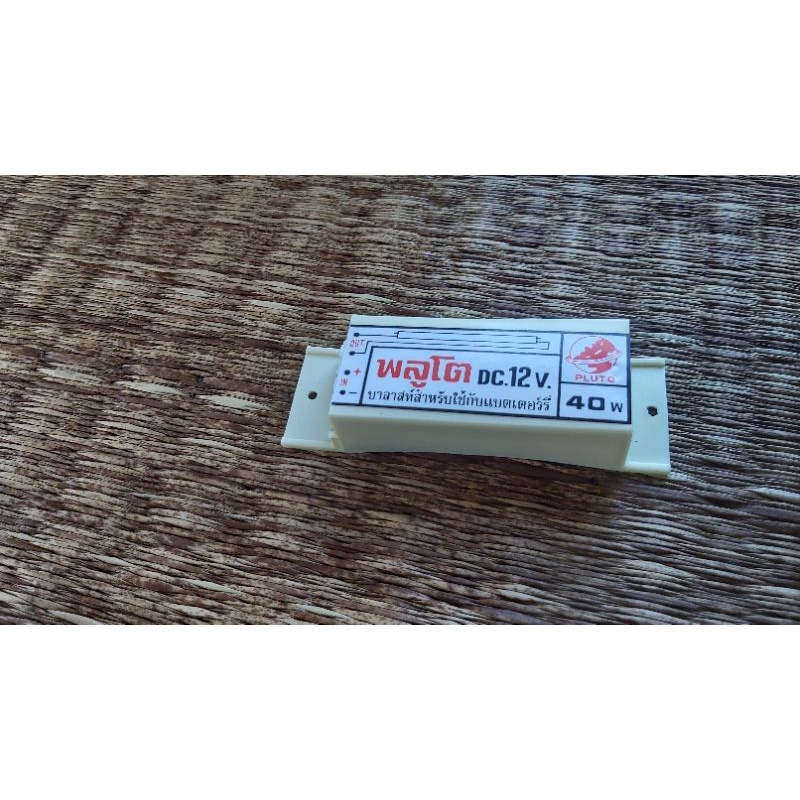 OUT
+
IN
−
พลูโต DC.12 V.
บาลาสท์สำหรับใช้กับแบตเตอร์รี่
PLUTO
40 W